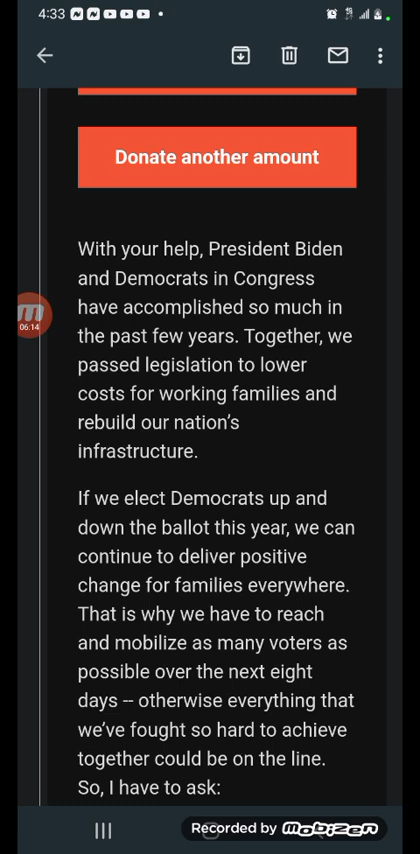 4:33
Donate another amount
With your help, President Biden
and Democrats in Congress
have accomplished so much in
the past few years. Together, we
passed legislation to lower
06:14
costs for working families and
rebuild our nation’s
infrastructure.
If we elect Democrats up and
down the ballot this year, we can
continue to deliver positive
change for families everywhere.
That is why we have to reach
and mobilize as many voters as
possible over the next eight
days -- otherwise everything that
we’ve fought so hard to achieve
together could be on the line.
So, I have to ask:
Recorded by mobizen